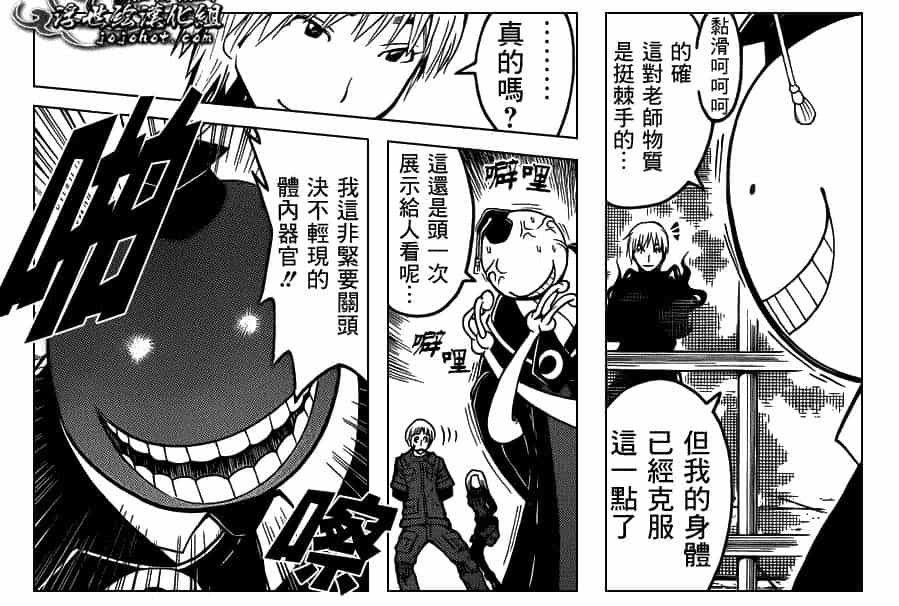 黏滑呵呵呵
的確
這對老師物質
是挺棘手的…
但我的身體
已經克服
這一點了
………
真的嗎?
噼哩
這還是頭一次
展示給人看呢…
噼哩
我這非緊要關頭
決不輕現的
體內器官!!
啪
嚓
jojohot.com